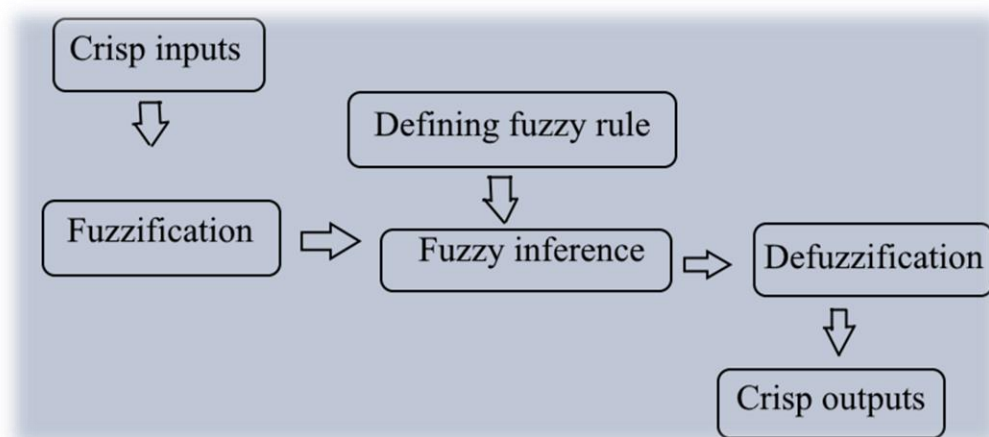 Crisp inputs
Defining fuzzy rule
Fuzzification
Fuzzy inference
Defuzzification
Crisp outputs